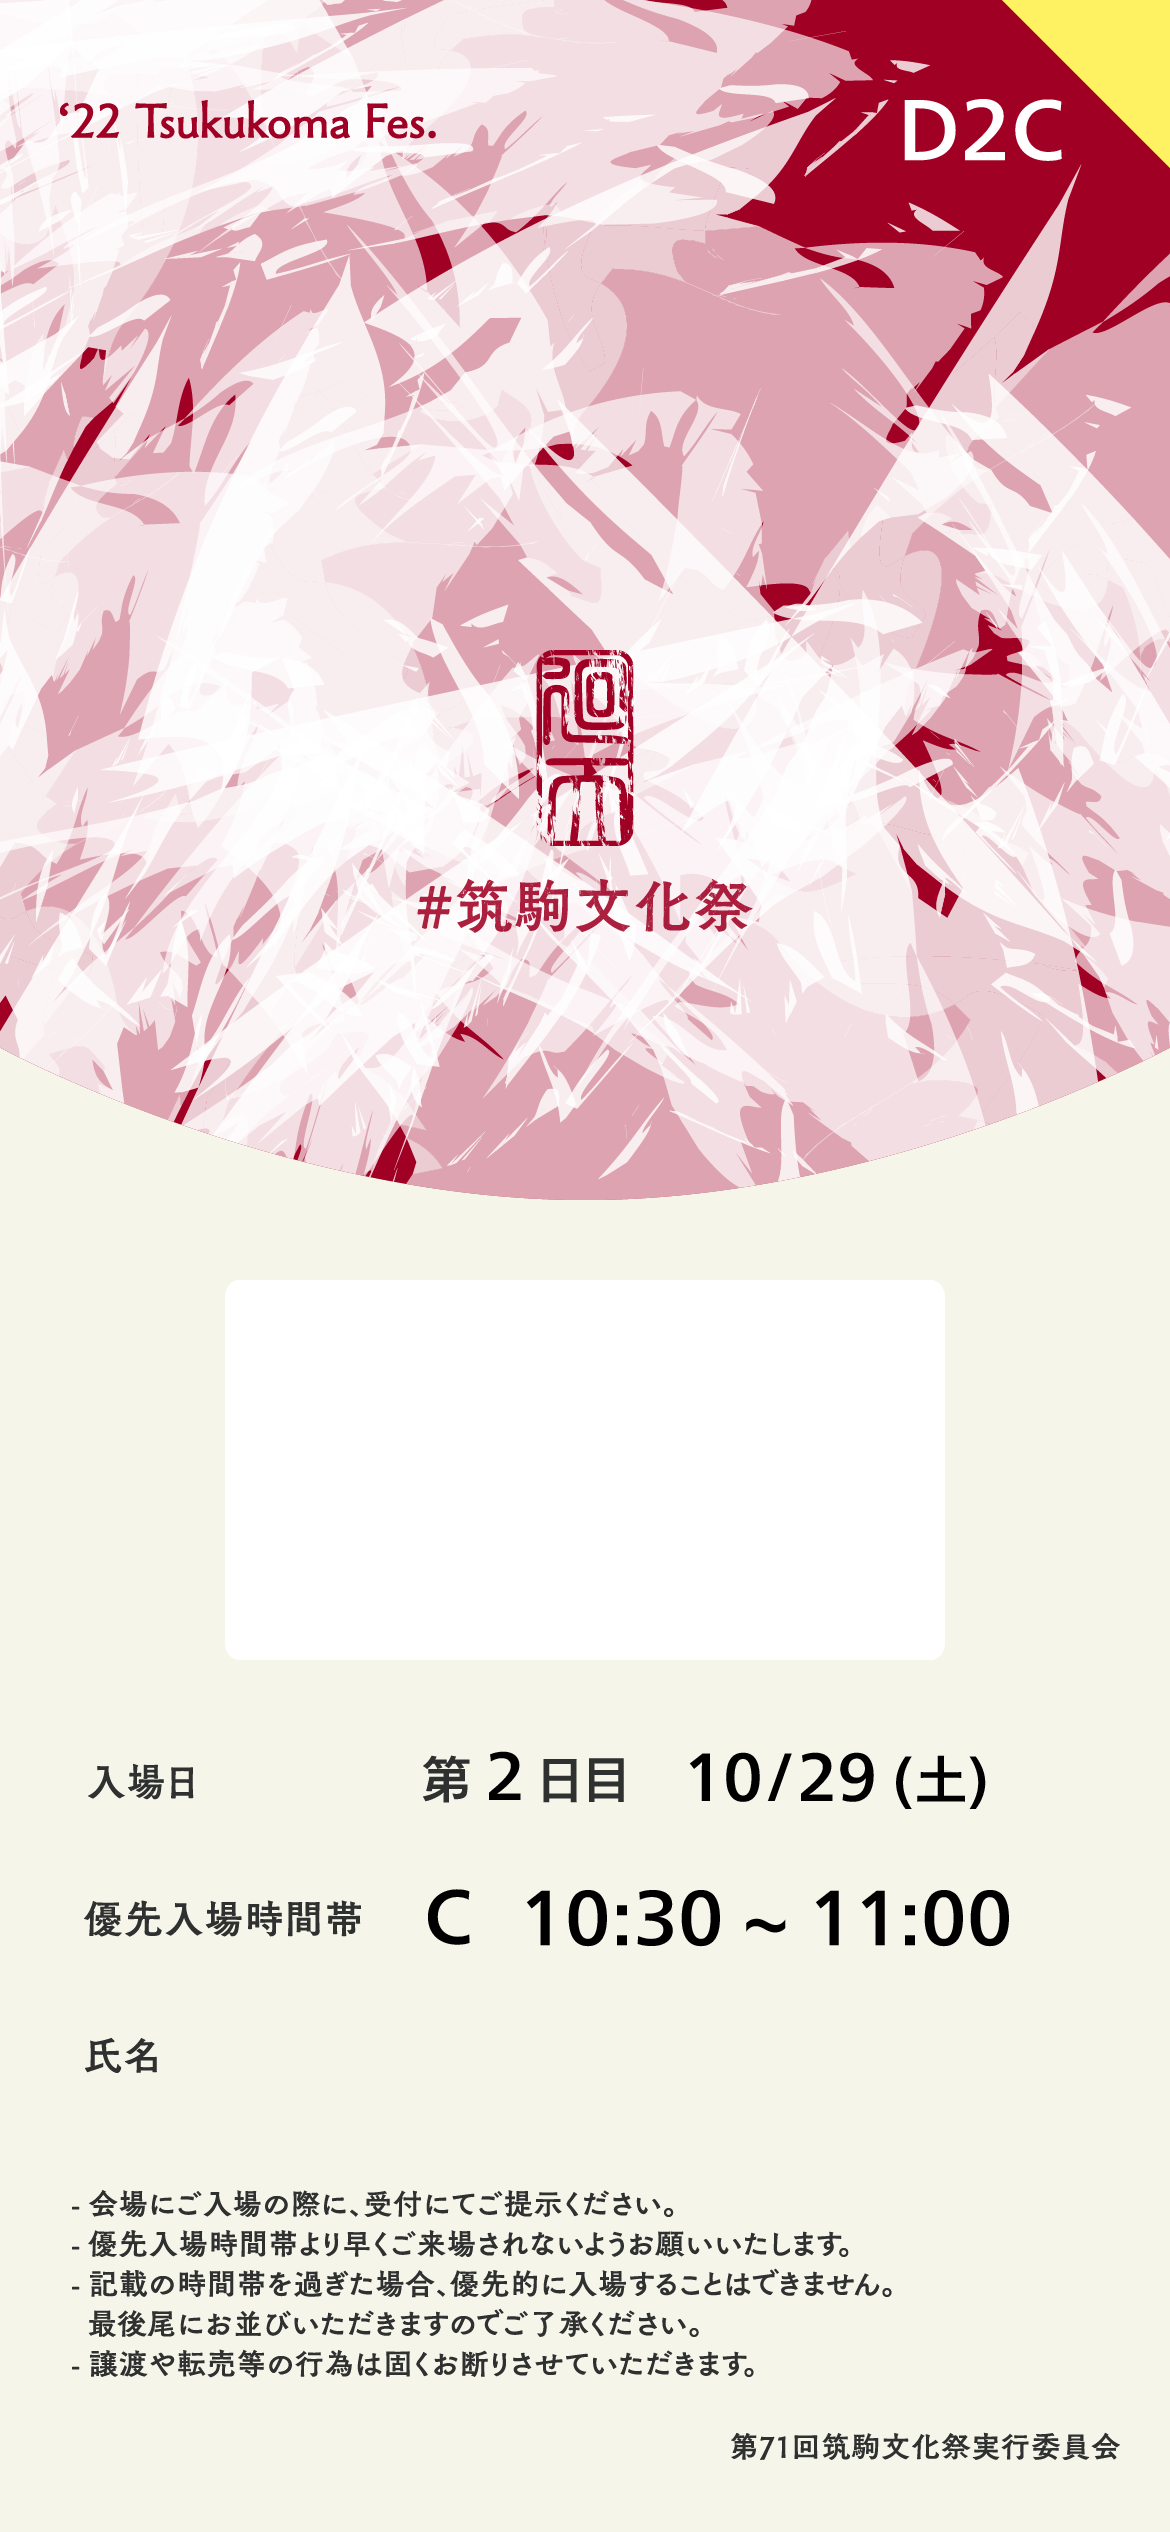 ‘22 Tsukukoma Fes.
D2C
#筑駒文化祭
入場日 第 2 日目 10/29 (土)
優先入場時間帯 C 10:30 ~ 11:00
氏名
- 会場にご入場の際に、受付にてご提示ください。
- 優先入場時間帯より早くご来場されないようお願いいたします。
- 記載の時間帯を過ぎた場合、優先的に入場することはできません。
最後尾にお並びいただきますのでご了承ください。
- 譲渡や転売等の行為は固くお断りさせていただきます。
第71回筑駒文化祭実行委員会